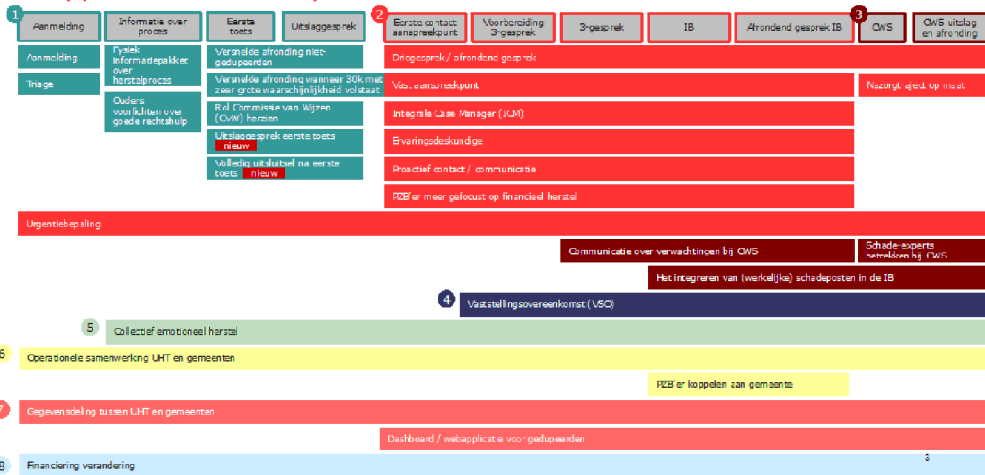 1
Aanmelding
Informatie over
proces
Eerste
toets
Uitslaggesprek
2
Eerste contact
aanspreekpunt
Voorbereiding
3-gesprek
3-gesprek
IB
Afrondend gesprek IB
3
CWS
CWS uitslag
en afronding
Aanmelding
Triage
Fysiek
informatiepakket
over
herstelproces
Ouders
voorlichten over
goede rechtshulp
Versnelde afronding niet-
gedupeerden
Versnelde afronding wanneer 30k met
zeer grote waarschijnlijkheid volstaat
Rol Commissie van Wijzen
(CvW) herzien
Uitslaggesprek eerste toets
nieuw
Volledig uitsluitsel na eerste
toets nieuw
Driegesprek / afrondend gesprek
Vast aanspreekpunt
Nazorgtraject op maat
Integrale Case Manager (ICM)
Ervaringsdeskundige
Proactief contact / communicatie
PZB'er meer gefocust op financieel herstel
Urgentiebepaling
Communicatie over verwachtingen bij CWS
Schade-experts
betrekken bij CWS
Het integreren van (werkelijke) schadeposten in de IB
4
Vaststellingsovereenkomst (VSO)
5
Collectief emotioneel herstel
6
Operationele samenwerking UHT en gemeenten
PZB'er koppelen aan gemeente
7
Gegevensdeling tussen UHT en gemeenten
Dashboard / webapplicatie voor gedupeerden
8
Financiering verandering
3